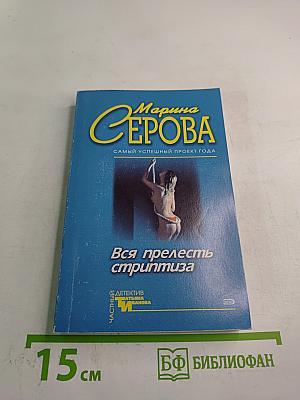 Марина
СЕРОВА
САМЫЙ УСПЕШНЫЙ ПРОЕКТ ГОДА
Вся прелесть
стриптиза
ЧАСТНЫЙ
ДЕТЕКТИВ
ТАТЬЯНА
ИВАНОВА
15 см
БФ БИБЛИОФАН